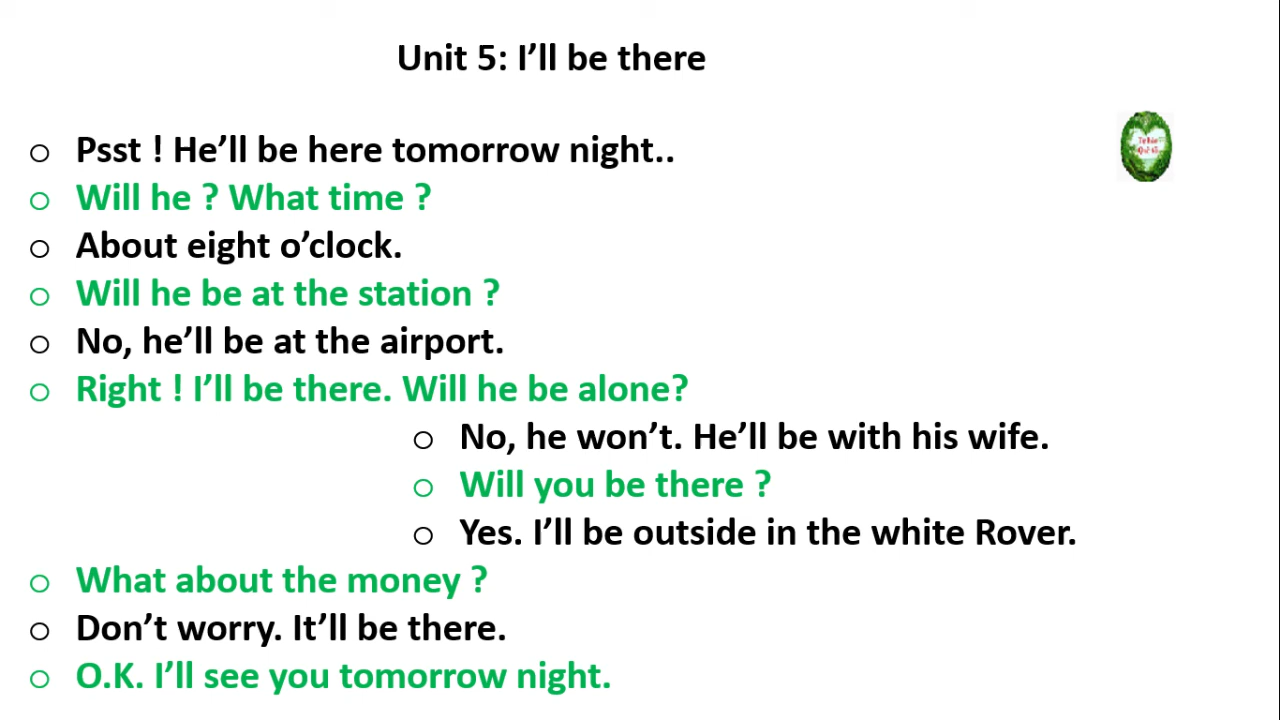 Unit 5: I’ll be there
o Psst ! He’ll be here tomorrow night..
o Will he ? What time ?
o About eight o’clock.
o Will he be at the station ?
o No, he’ll be at the airport.
o Right ! I’ll be there. Will he be alone?
o No, he won’t. He’ll be with his wife.
o Will you be there ?
o Yes. I’ll be outside in the white Rover.
o What about the money ?
o Don’t worry. It’ll be there.
o O.K. I’ll see you tomorrow night.